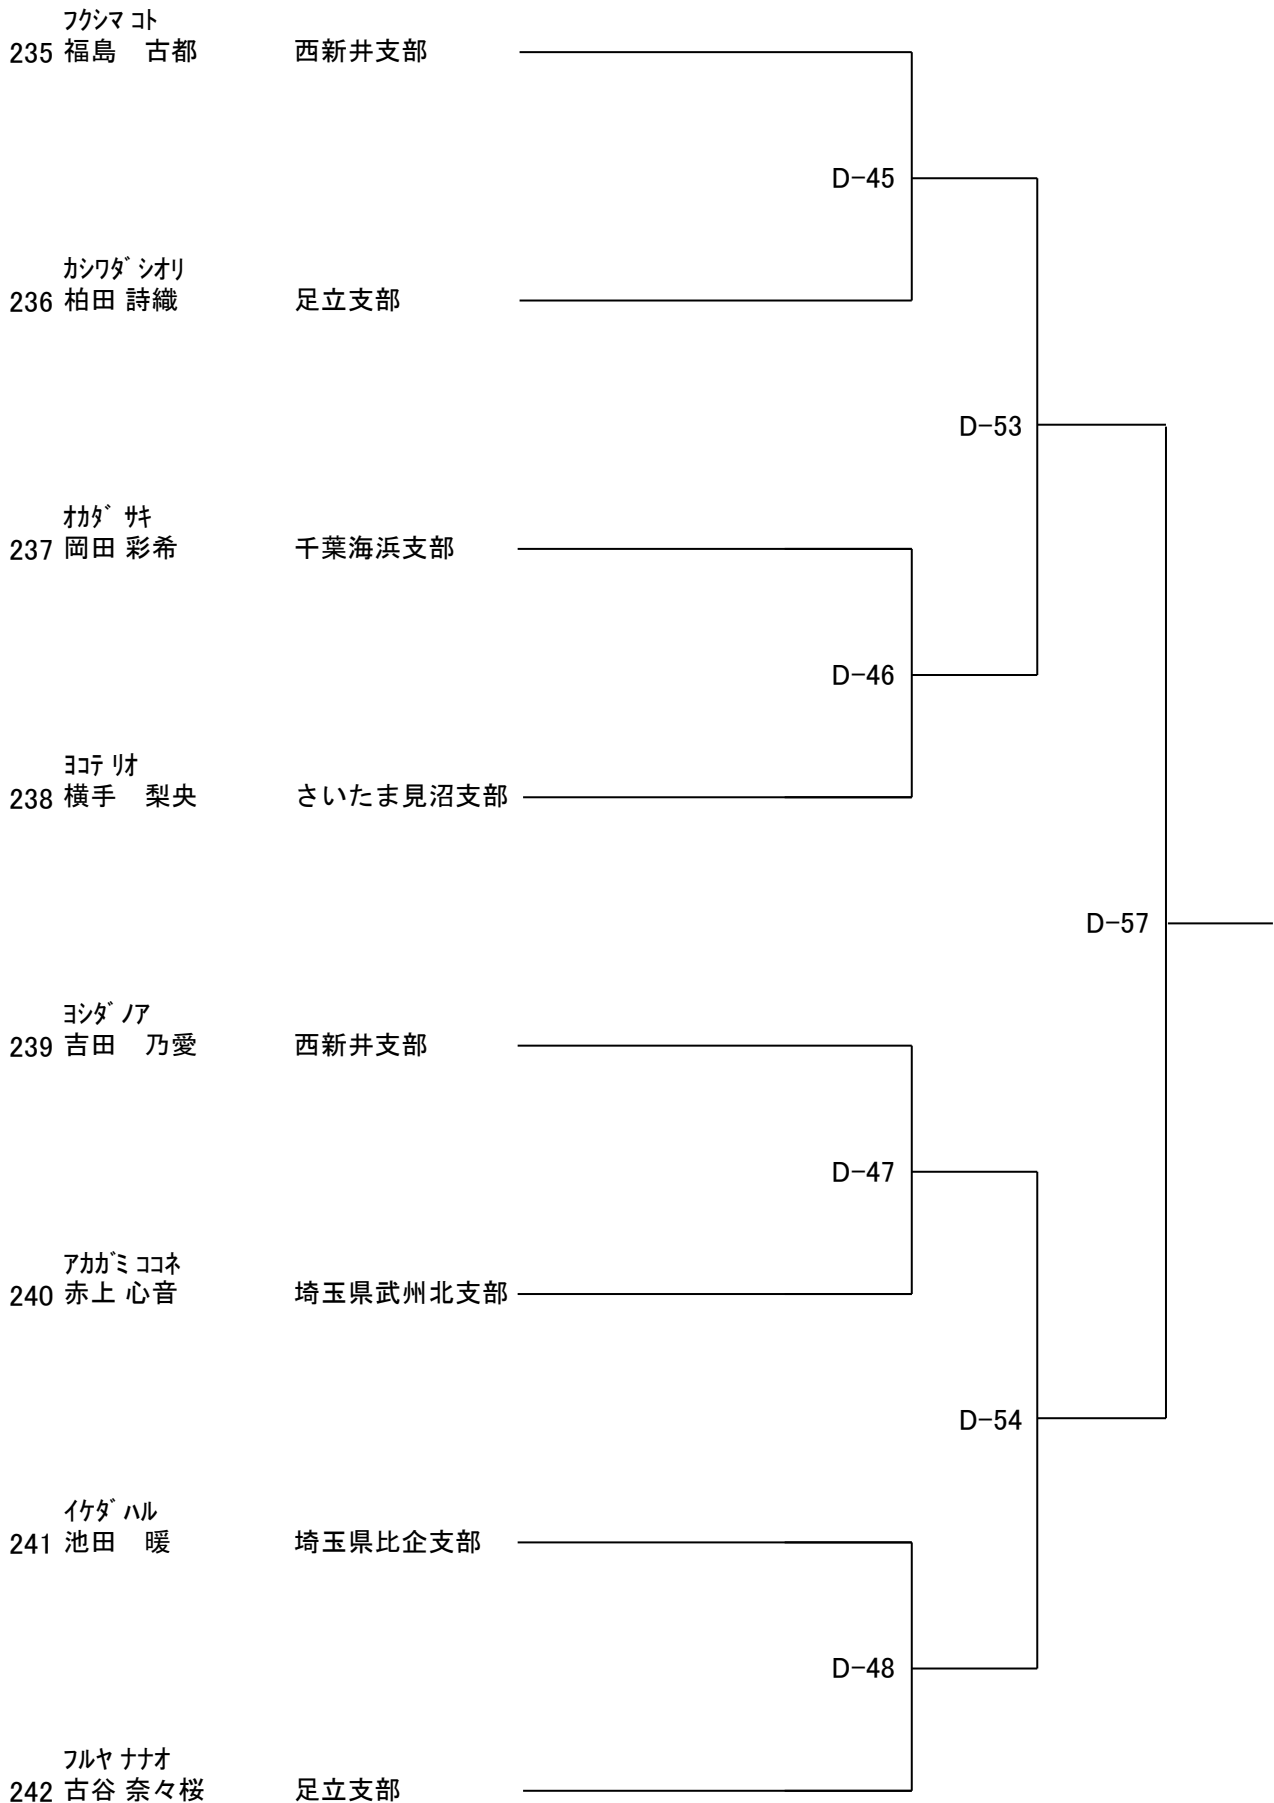 ﾌｸｼﾏ ｺﾄ
235 福島　古都 西新井支部
D-45
ｶｼﾜﾀﾞ ｼｵﾘ
236 柏田 詩織 足立支部
D-53
ｵｶﾀﾞ ｻｷ
237 岡田 彩希 千葉海浜支部
D-46
ﾖｺﾃ ﾘｵ
238 横手　梨央 さいたま見沼支部
D-57
ﾖｼﾀﾞ ﾉｱ
239 吉田　乃愛 西新井支部
D-47
ｱｶｶﾞﾐ ｺｺﾈ
240 赤上 心音 埼玉県武州北支部
D-54
ｲｹﾀﾞ ﾊﾙ
241 池田　暖 埼玉県比企支部
D-48
ﾌﾙﾔ ﾅﾅｵ
242 古谷 奈々桜 足立支部